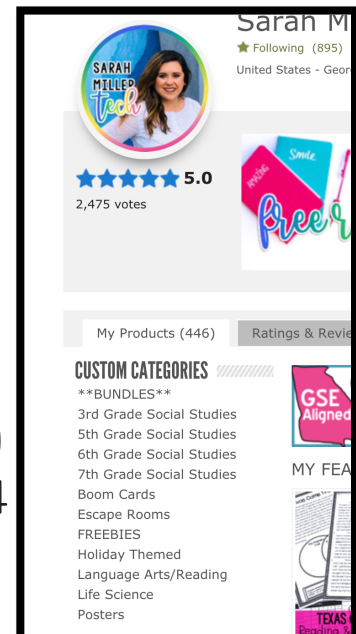 Sarah M
Following (895)
United States - Geor
SARAH
MILLER
tech
5.0
2,475 votes
AMAZING
Smile
free r
My Products (446)
Ratings & Revie
CUSTOM CATEGORIES
**BUNDLES**
3rd Grade Social Studies
5th Grade Social Studies
6th Grade Social Studies
7th Grade Social Studies
Boom Cards
Escape Rooms
FREEBIES
Holiday Themed
Language Arts/Reading
Life Science
Posters
GSE
Aligned
MY FEA
TEXAS
Reading &